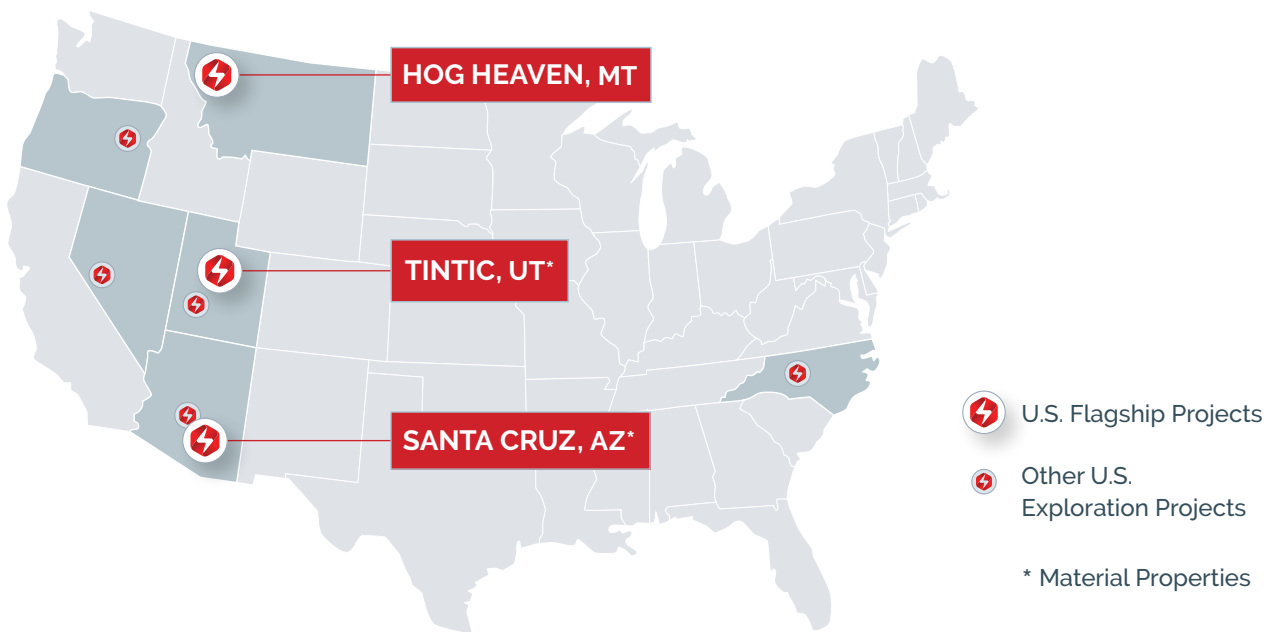 HOG HEAVEN, MT
TINTIC, UT*
SANTA CRUZ, AZ*
U.S. Flagship Projects
Other U.S.
Exploration Projects
* Material Properties